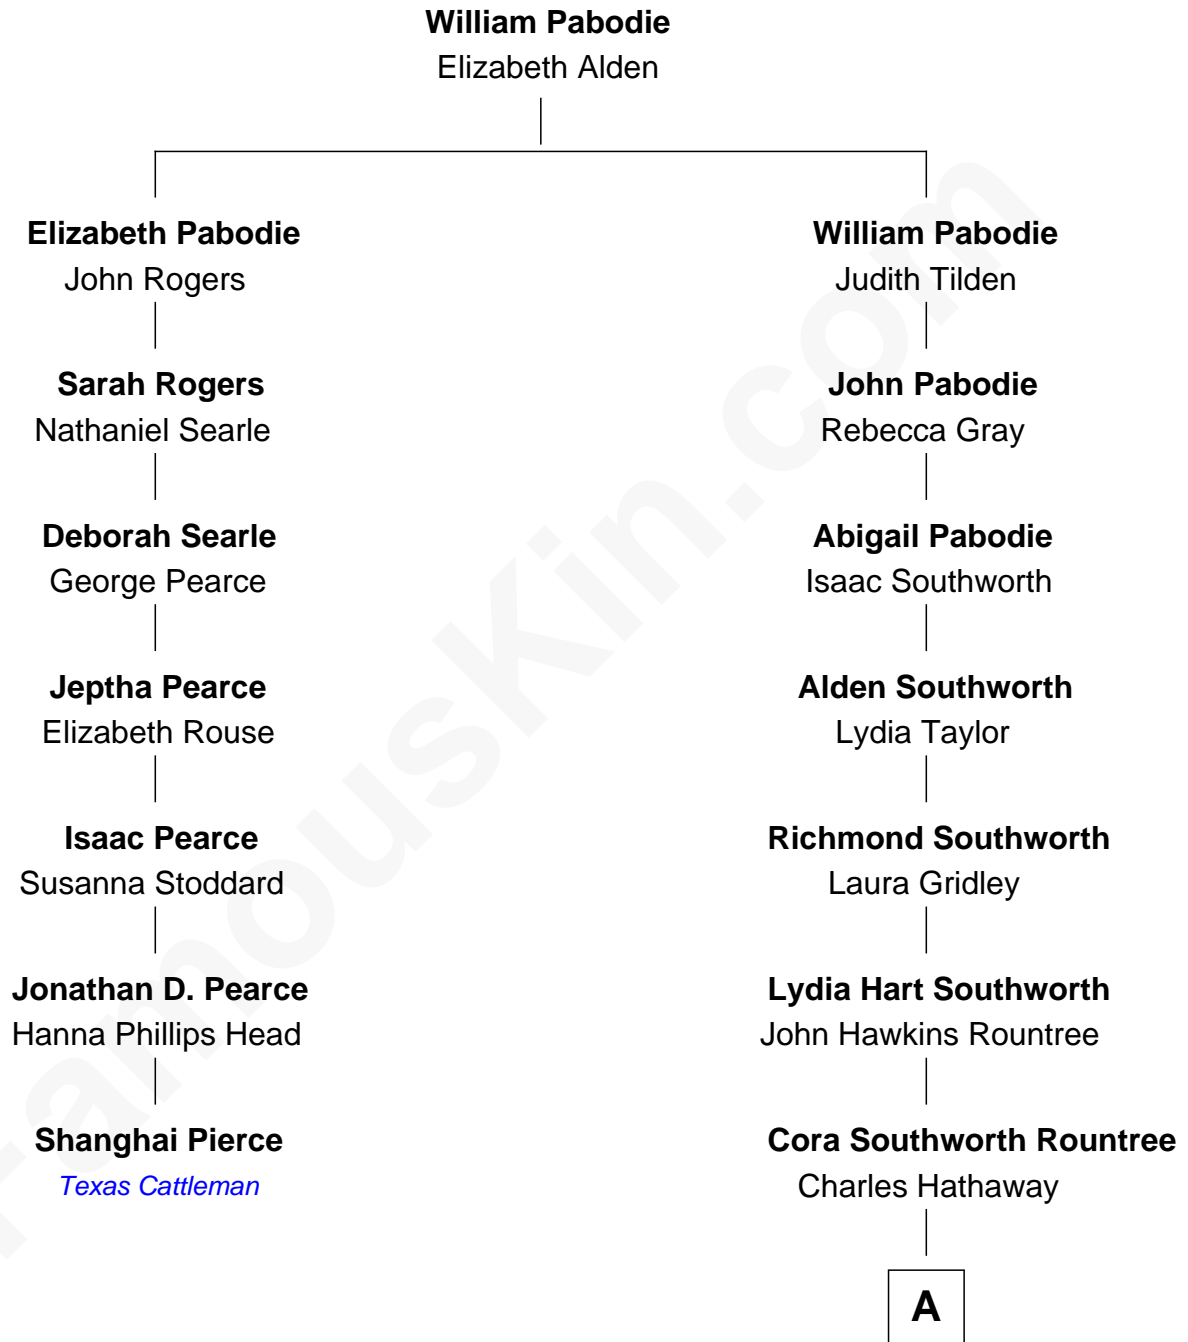 William Pabodie
Elizabeth Alden
Elizabeth Pabodie
John Rogers
William Pabodie
Judith Tilden
Sarah Rogers
Nathaniel Searle
John Pabodie
Rebecca Gray
Deborah Searle
George Pearce
Abigail Pabodie
Isaac Southworth
Jeptha Pearce
Elizabeth Rouse
Alden Southworth
Lydia Taylor
Isaac Pearce
Susanna Stoddard
Richmond Southworth
Laura Gridley
Jonathan D. Pearce
Hanna Phillips Head
Lydia Hart Southworth
John Hawkins Rountree
Shanghai Pierce
Texas Cattleman
Cora Southworth Rountree
Charles Hathaway
A
FamousKin.com